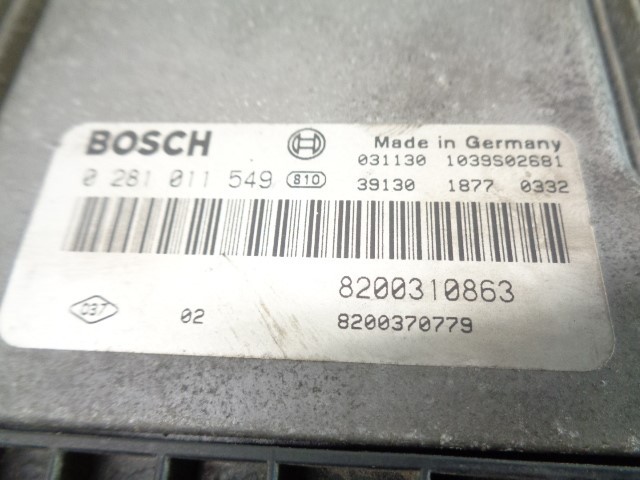 BOSCH
Made in Germany
031130 1039S02681
0 281 011 549 810
39130 1877 0332
8200310863
037 02
8200370779